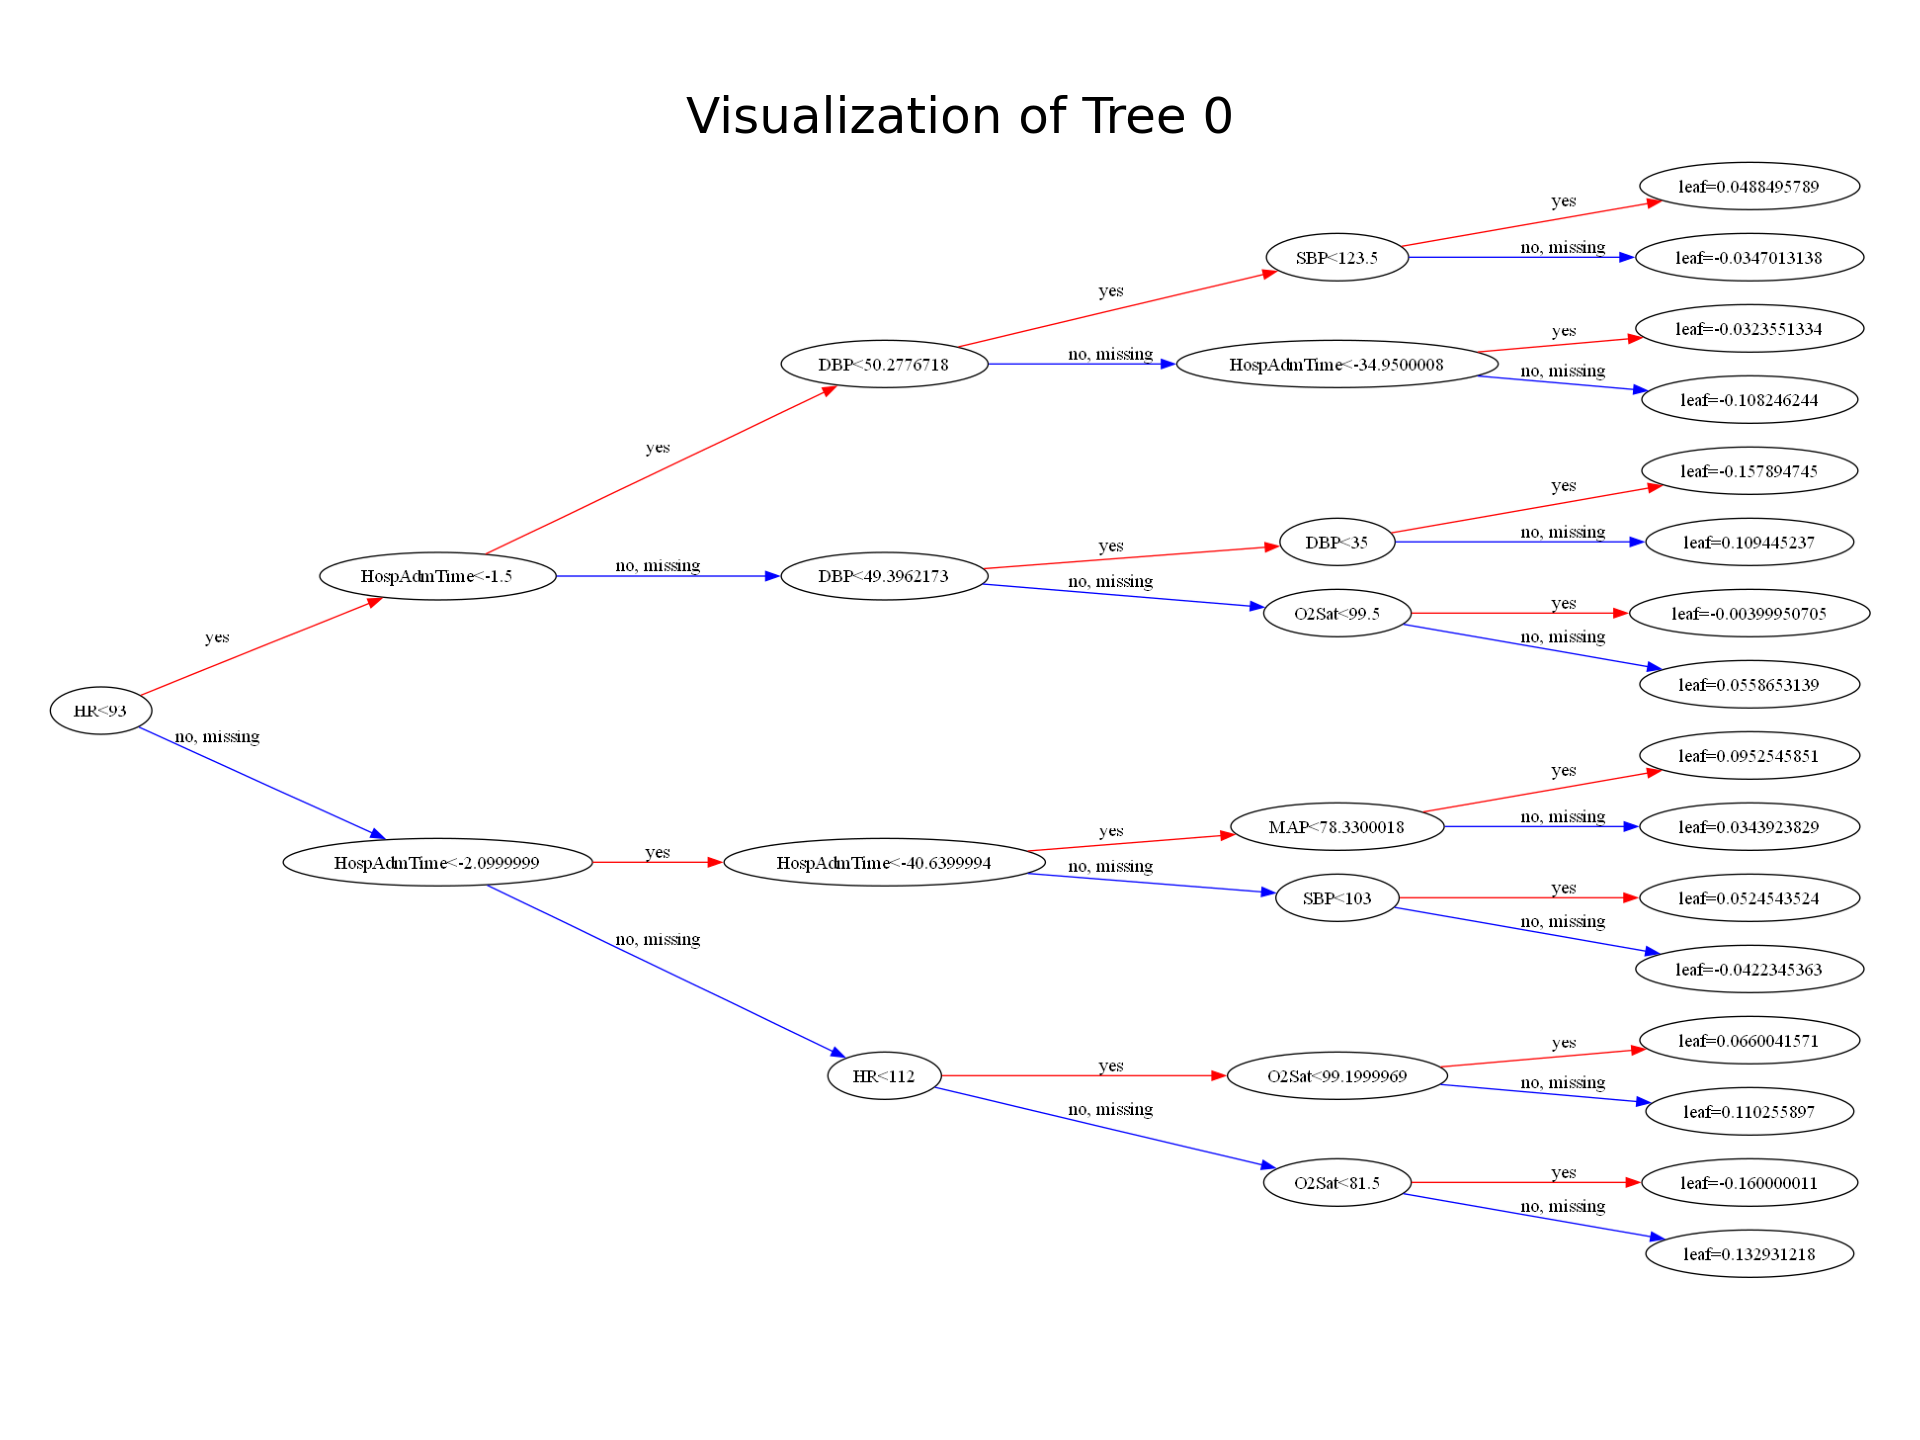 Visualization of Tree 0
HR<93
yes
no, missing
HospAdmTime<-1.5
yes
no, missing
HospAdmTime<-2.0999999
yes
no, missing
DBP<50.2776718
yes
no, missing
DBP<49.3962173
yes
no, missing
HospAdmTime<-40.6399994
yes
no, missing
HR<112
yes
no, missing
SBP<123.5
yes
no, missing
HospAdmTime<-34.9500008
yes
no, missing
DBP<35
yes
no, missing
O2Sat<99.5
yes
no, missing
MAP<78.3300018
yes
no, missing
SBP<103
yes
no, missing
O2Sat<99.1999969
yes
no, missing
O2Sat<81.5
yes
no, missing
leaf=0.0488495789
leaf=-0.0347013138
leaf=-0.0323551334
leaf=-0.108246244
leaf=-0.157894745
leaf=0.109445237
leaf=-0.00399950705
leaf=0.0558653139
leaf=0.0952545851
leaf=0.0343923829
leaf=0.0524543524
leaf=-0.0422345363
leaf=0.0660041571
leaf=0.110255897
leaf=-0.160000011
leaf=0.132931218